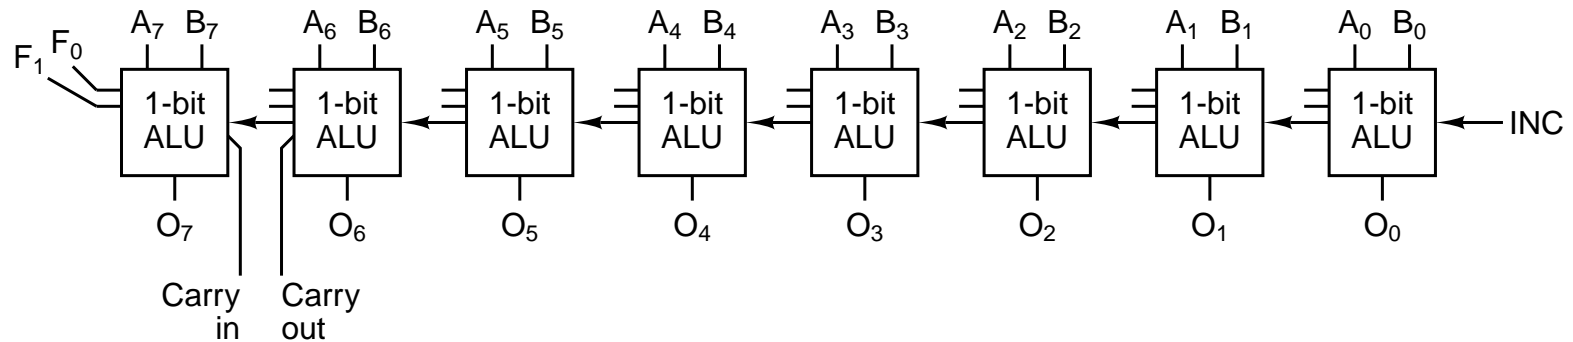 A7 B7 A6 B6 A5 B5 A4 B4 A3 B3 A2 B2 A1 B1 A0 B0
F1 F0
1-bit ALU 1-bit ALU 1-bit ALU 1-bit ALU 1-bit ALU 1-bit ALU 1-bit ALU 1-bit ALU
INC
O7 O6 O5 O4 O3 O2 O1 O0
Carry in
Carry out